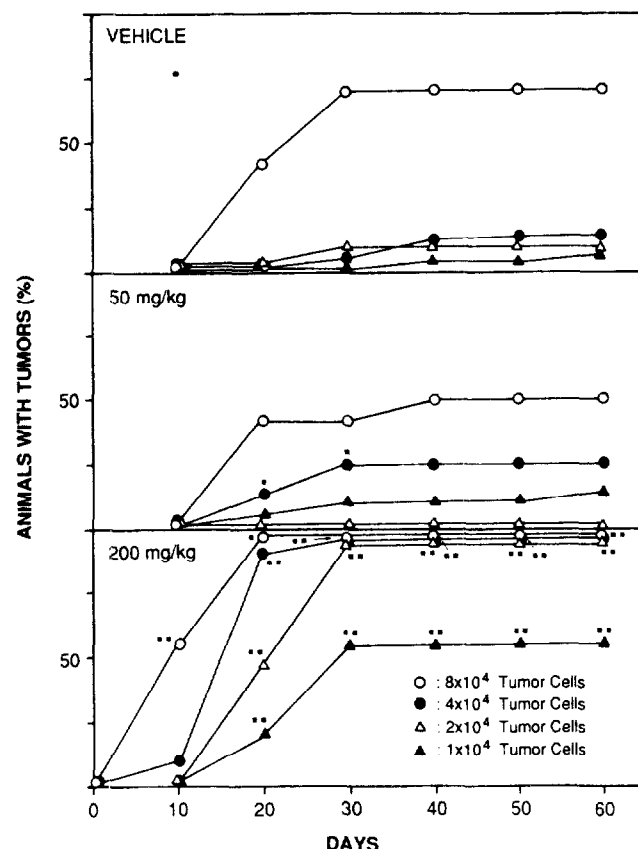 VEHICLE
50
50 mg/kg
50
200 mg/kg
50
○ : 8x10⁴ Tumor Cells
● : 4x10⁴ Tumor Cells
△ : 2x10⁴ Tumor Cells
▲ : 1x10⁴ Tumor Cells
0 10 20 30 40 50 60
DAYS
ANIMALS WITH TUMORS (%)